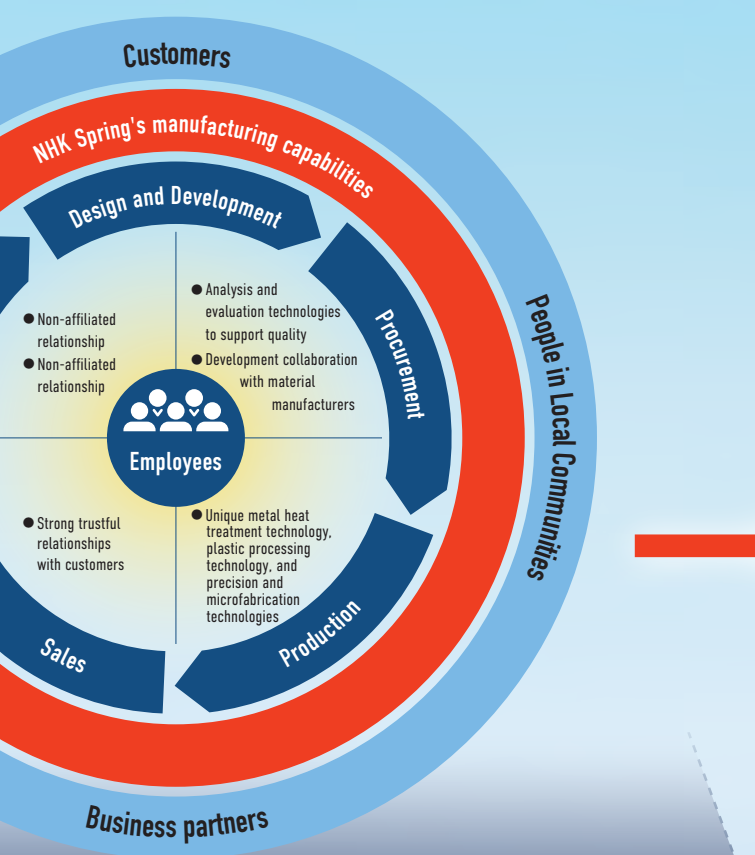 Customers
NHK Spring's manufacturing capabilities
Design and Development
● Analysis and
evaluation technologies
to support quality
● Development collaboration
with material
manufacturers
● Non-affiliated
relationship
● Non-affiliated
relationship
Procurement
People in Local Communities
Employees
● Strong trustful
relationships
with customers
● Unique metal heat
treatment technology,
plastic processing
technology, and
precision and
microfabrication
technologies
Production
Sales
Business partners